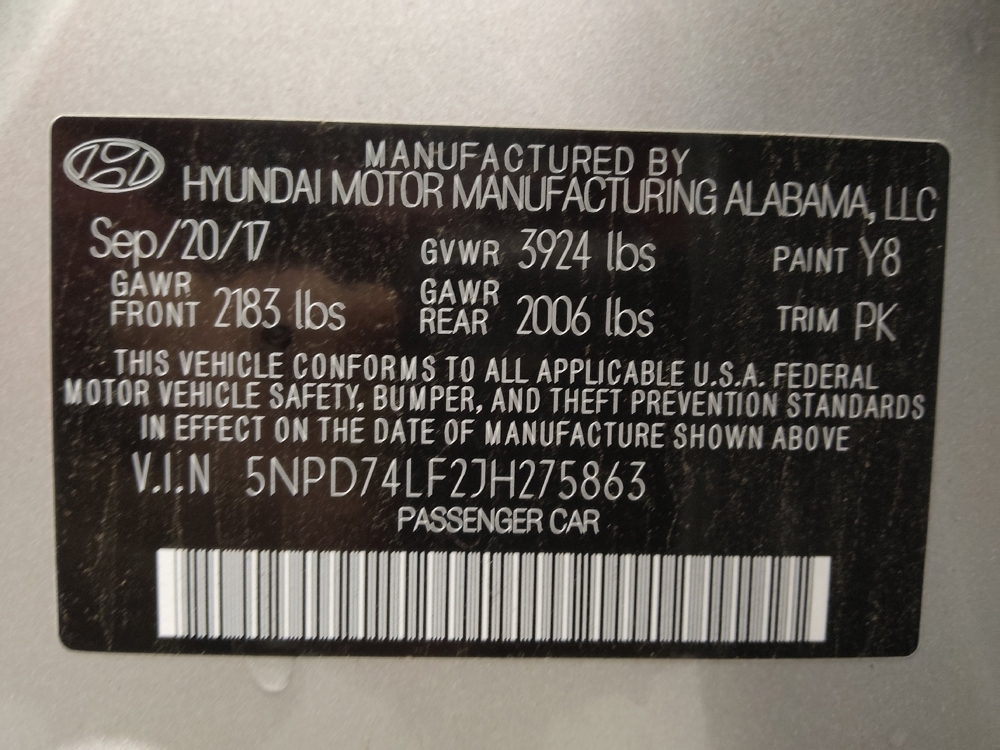 MANUFACTURED BY
HYUNDAI MOTOR MANUFACTURING ALABAMA, LLC
Sep/20/17 GVWR 3924 lbs PAINT Y8
GAWR FRONT 2183 lbs GAWR REAR 2006 lbs TRIM PK
THIS VEHICLE CONFORMS TO ALL APPLICABLE U.S.A. FEDERAL
MOTOR VEHICLE SAFETY, BUMPER, AND THEFT PREVENTION STANDARDS
IN EFFECT ON THE DATE OF MANUFACTURE SHOWN ABOVE
V.I.N 5NPD74LF2JH275863
PASSENGER CAR